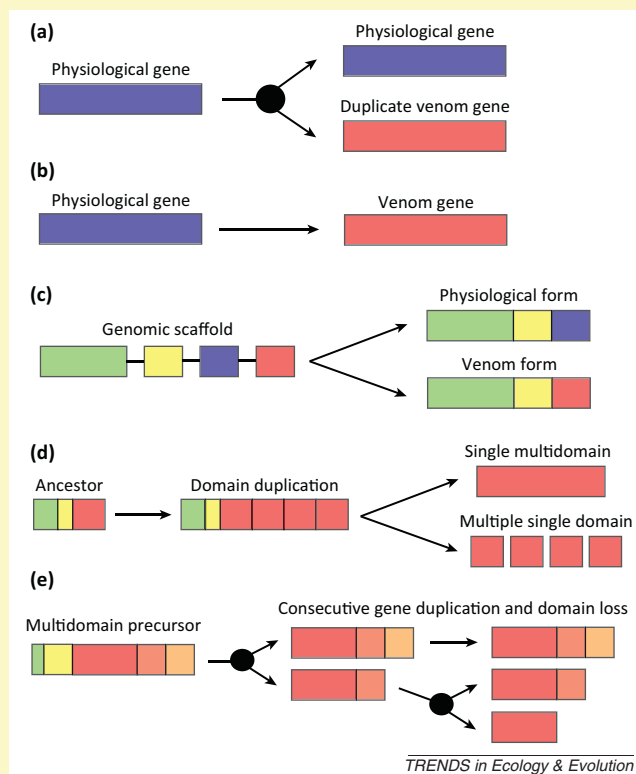 (a)
Physiological gene
Physiological gene
Duplicate venom gene
(b)
Physiological gene
Venom gene
(c)
Genomic scaffold
Physiological form
Venom form
(d)
Ancestor
Domain duplication
Single multidomain
Multiple single domain
(e)
Multidomain precursor
Consecutive gene duplication and domain loss
TRENDS in Ecology & Evolution